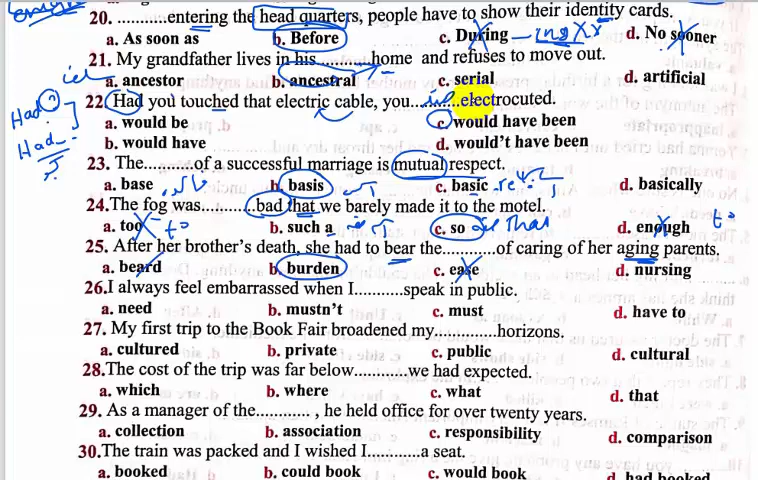 20. ..........entering the head quarters, people have to show their identity cards.
a. As soon as b. Before c. During d. No sooner
21. My grandfather lives in his..........home and refuses to move out.
a. ancestor b. ancestral c. serial d. artificial
22 Had you touched that electric cable, you..........electrocuted.
a. would be c. would have been
b. would have d. would't have been
Had
Had
23. The..........of a successful marriage is mutual respect.
a. base b. basis c. basic d. basically
24. The fog was..........bad that we barely made it to the motel.
a. too to b. such a c. so that d. enough to
25. After her brother's death, she had to bear the.......... of caring of her aging parents.
a. beard b. burden c. ease d. nursing
26. I always feel embarrassed when I..........speak in public.
a. need b. mustn't c. must d. have to
27. My first trip to the Book Fair broadened my............horizons.
a. cultured b. private c. public d. cultural
28. The cost of the trip was far below..........we had expected.
a. which b. where c. what d. that
29. As a manager of the............ , he held office for over twenty years.
a. collection b. association c. responsibility d. comparison
30. The train was packed and I wished I..........a seat.
a. booked b. could book c. would book d. had booked